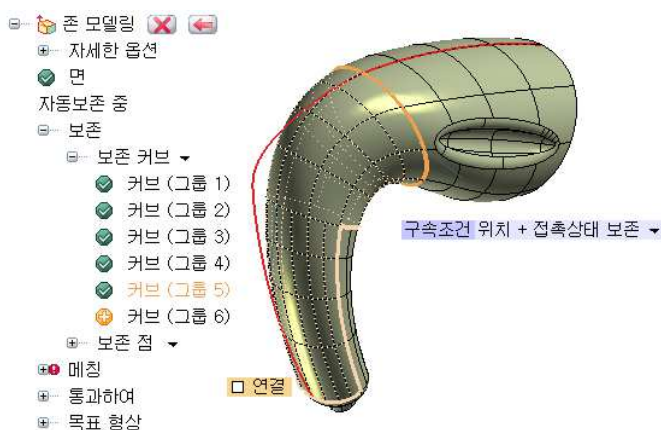 존 모델링
자세한 옵션
면
자동보존 중
보존
보존 커브
커브 (그룹 1)
커브 (그룹 2)
커브 (그룹 3)
커브 (그룹 4)
커브 (그룹 5)
커브 (그룹 6)
보존 점
메칭
통과하여
목표 형상
구속조건 위치 + 접촉상태 보존
연결